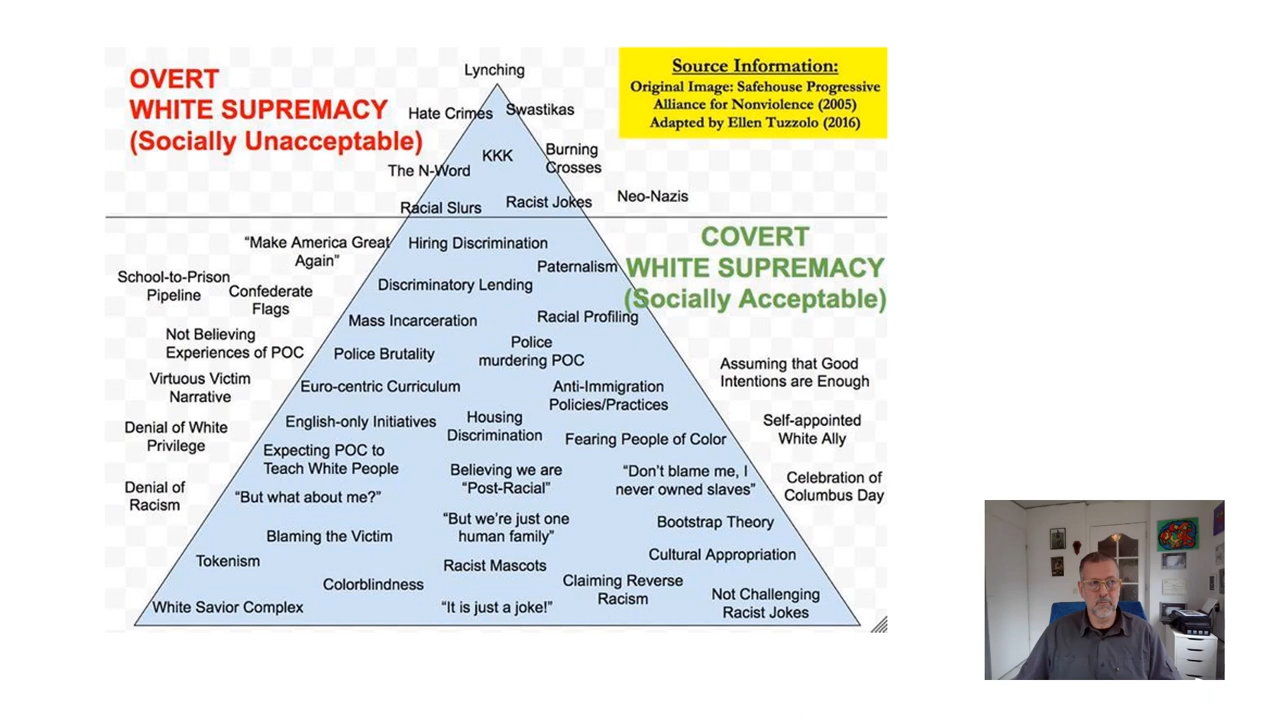 OVERT
WHITE SUPREMACY
(Socially Unacceptable)
Source Information:
Original Image: Safehouse Progressive
Alliance for Nonviolence (2005)
Adapted by Ellen Tuzzolo (2016)
Lynching
Hate Crimes
Swastikas
KKK
Burning
Crosses
The N-Word
Neo-Nazis
Racial Slurs
Racist Jokes
COVERT
WHITE SUPREMACY
(Socially Acceptable)
"Make America Great
Again"
Hiring Discrimination
Paternalism
School-to-Prison
Pipeline
Confederate
Flags
Discriminatory Lending
Mass Incarceration
Racial Profiling
Not Believing
Experiences of POC
Police Brutality
Police
murdering POC
Assuming that Good
Intentions are Enough
Virtuous Victim
Narrative
Euro-centric Curriculum
Anti-Immigration
Policies/Practices
Denial of White
Privilege
English-only Initiatives
Housing
Discrimination
Fearing People of Color
Self-appointed
White Ally
Expecting POC to
Teach White People
Believing we are
"Post-Racial"
"Don't blame me, I
never owned slaves"
Celebration of
Columbus Day
Denial of
Racism
"But what about me?"
"But we're just one
human family"
Bootstrap Theory
Blaming the Victim
Tokenism
Racist Mascots
Cultural Appropriation
Colorblindness
Claiming Reverse
Racism
Not Challenging
Racist Jokes
White Savior Complex
"It is just a joke!"